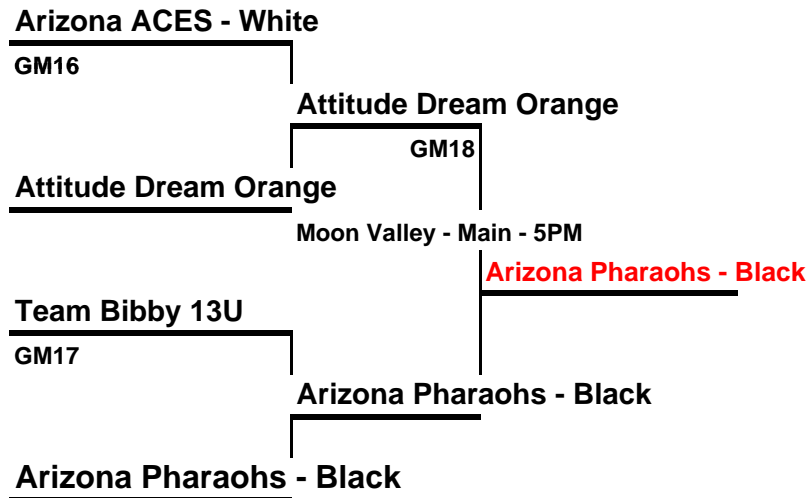 Arizona ACES - White
GM16
Attitude Dream Orange
GM18
Attitude Dream Orange
Moon Valley - Main - 5PM
Arizona Pharaohs - Black
Team Bibby 13U
GM17
Arizona Pharaohs - Black
Arizona Pharaohs - Black